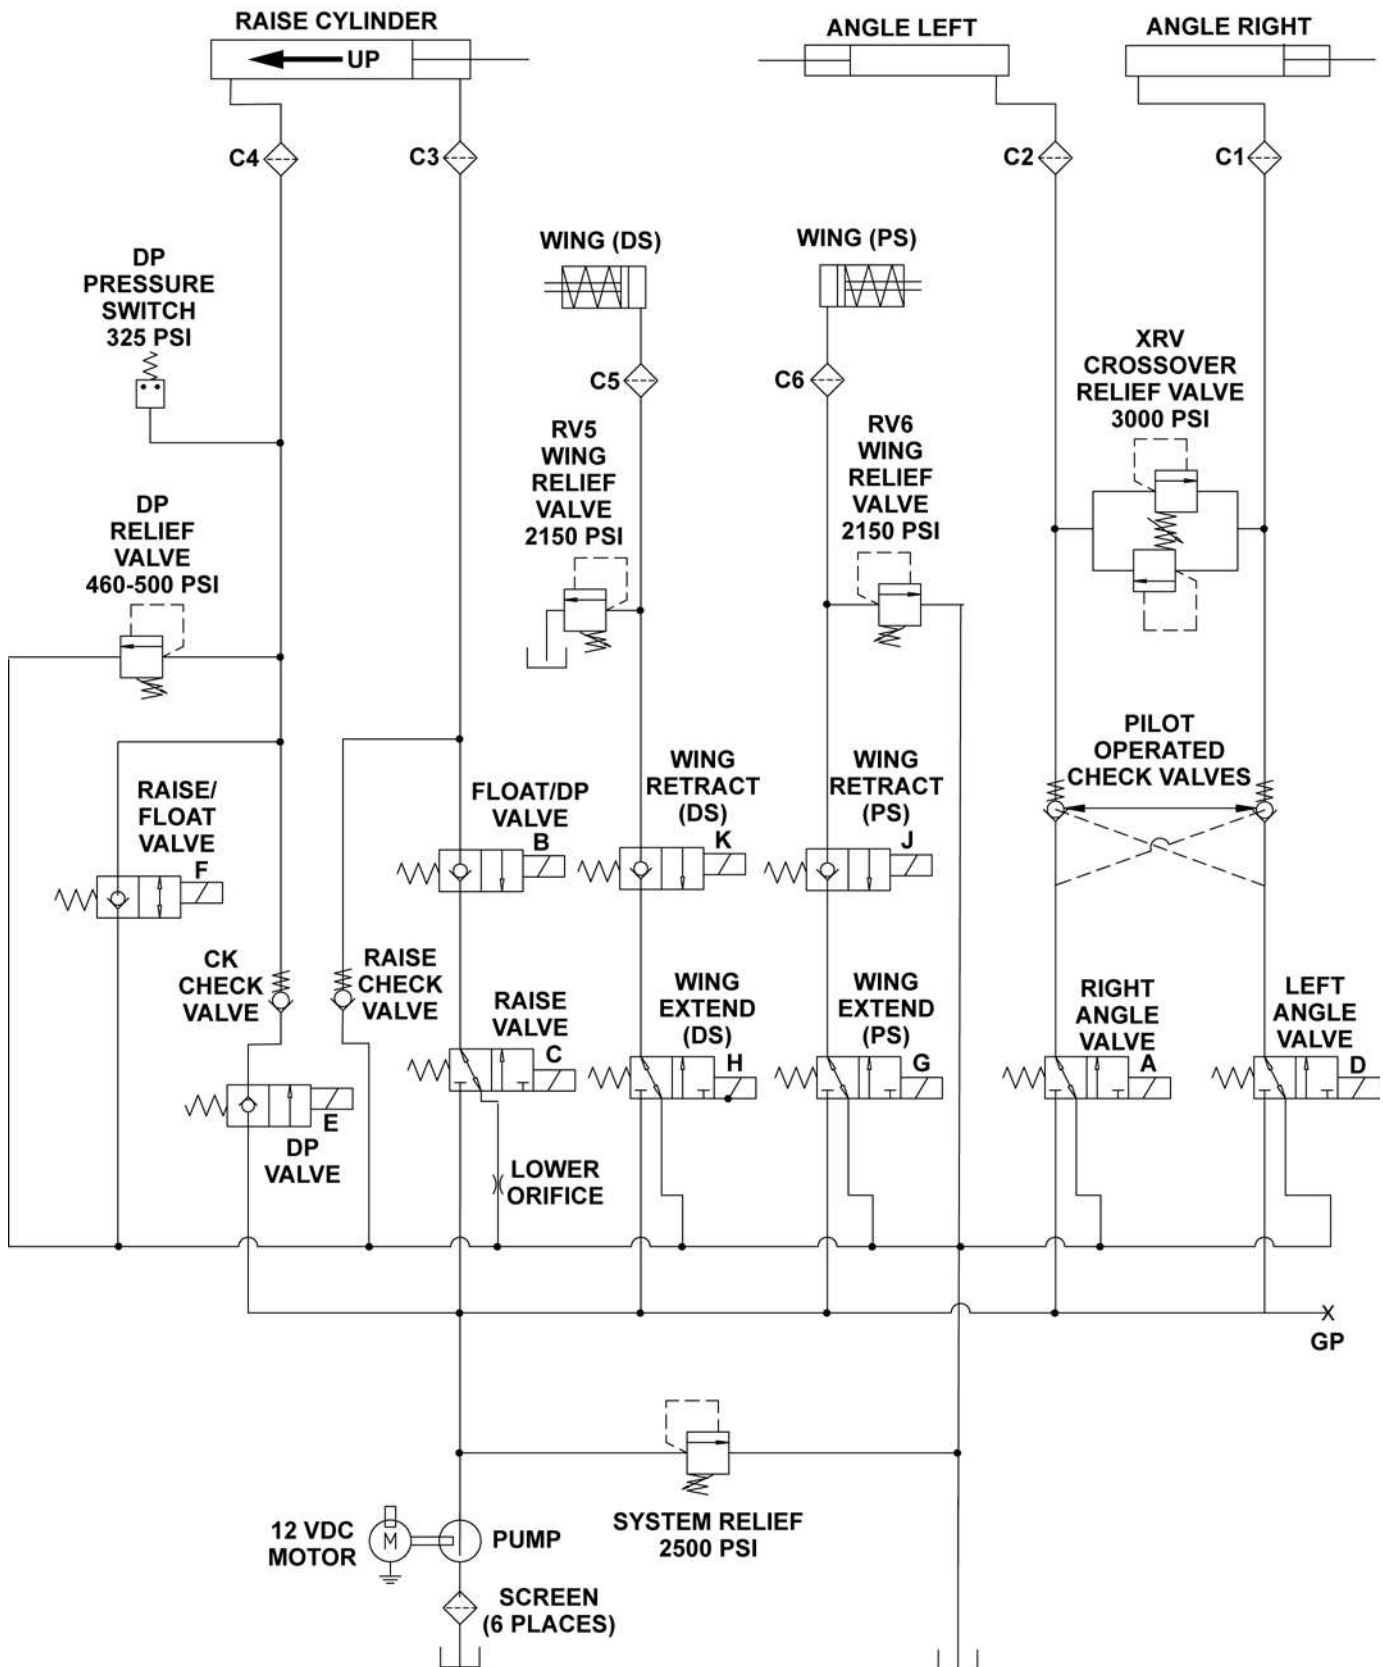 RAISE CYLINDER
UP
ANGLE LEFT
ANGLE RIGHT
C4
C3
C2
C1
DP
PRESSURE
SWITCH
325 PSI
WING (DS)
WING (PS)
C5
C6
XRV
CROSSOVER
RELIEF VALVE
3000 PSI
RV5
WING
RELIEF
VALVE
2150 PSI
RV6
WING
RELIEF
VALVE
2150 PSI
DP
RELIEF
VALVE
460-500 PSI
PILOT
OPERATED
CHECK VALVES
RAISE/
FLOAT
VALVE
F
FLOAT/DP
VALVE
B
WING
RETRACT
(DS)
K
WING
RETRACT
(PS)
J
CK
CHECK
VALVE
RAISE
CHECK
VALVE
RAISE
VALVE
C
WING
EXTEND
(DS)
H
WING
EXTEND
(PS)
G
RIGHT
ANGLE
VALVE
A
LEFT
ANGLE
VALVE
D
E
DP
VALVE
LOWER
ORIFICE
X
GP
12 VDC
MOTOR
M
PUMP
SYSTEM RELIEF
2500 PSI
SCREEN
(6 PLACES)